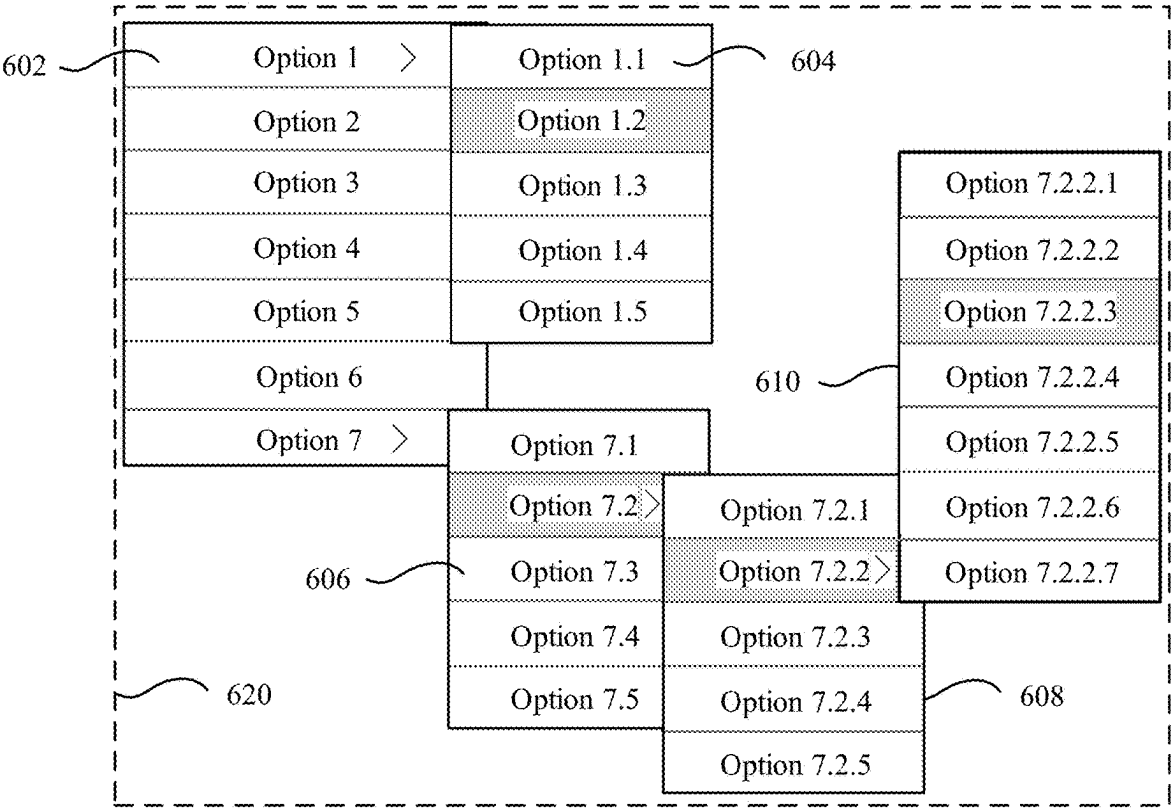 602
Option 1 >
Option 2
Option 3
Option 4
Option 5
Option 6
Option 7 >
Option 1.1
604
Option 1.2
Option 1.3
Option 1.4
Option 1.5
606
Option 7.1
Option 7.2 >
Option 7.3
Option 7.4
Option 7.5
Option 7.2.1
Option 7.2.2 >
Option 7.2.3
Option 7.2.4
Option 7.2.5
608
610
Option 7.2.2.1
Option 7.2.2.2
Option 7.2.2.3
Option 7.2.2.4
Option 7.2.2.5
Option 7.2.2.6
Option 7.2.2.7
620